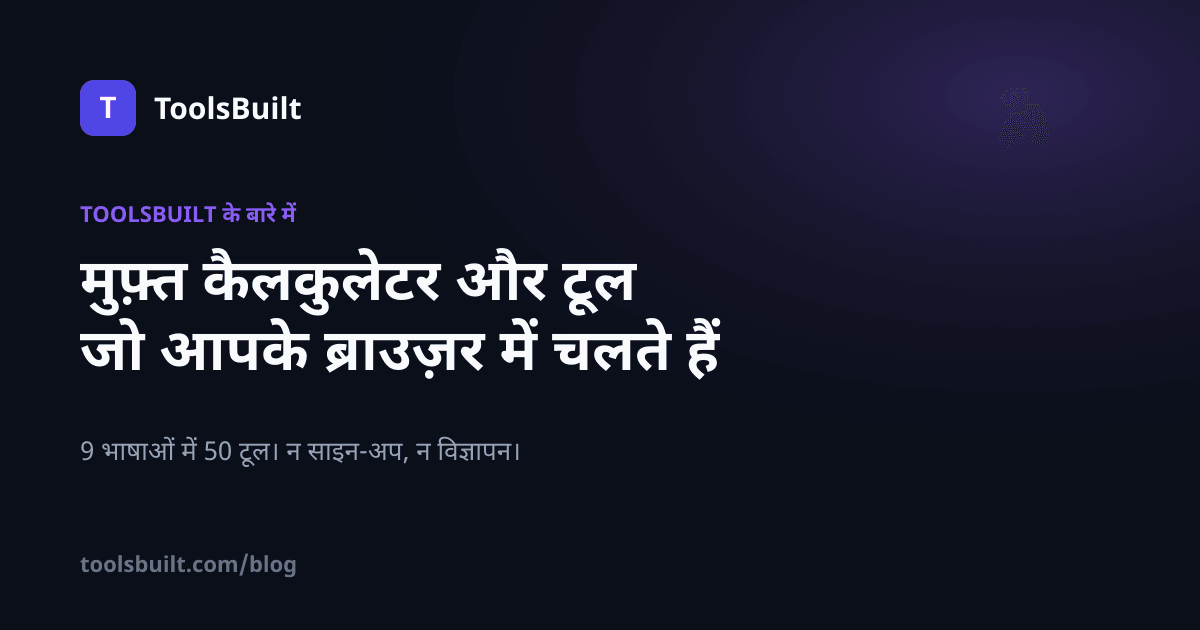 T ToolsBuilt
TOOLSBUILT के बारे में
मुफ़्त कैलकुलेटर और टूल
जो आपके ब्राउज़र में चलते हैं
9 भाषाओं में 50 टूल। न साइन-अप, न विज्ञापन।
toolsbuilt.com/blog